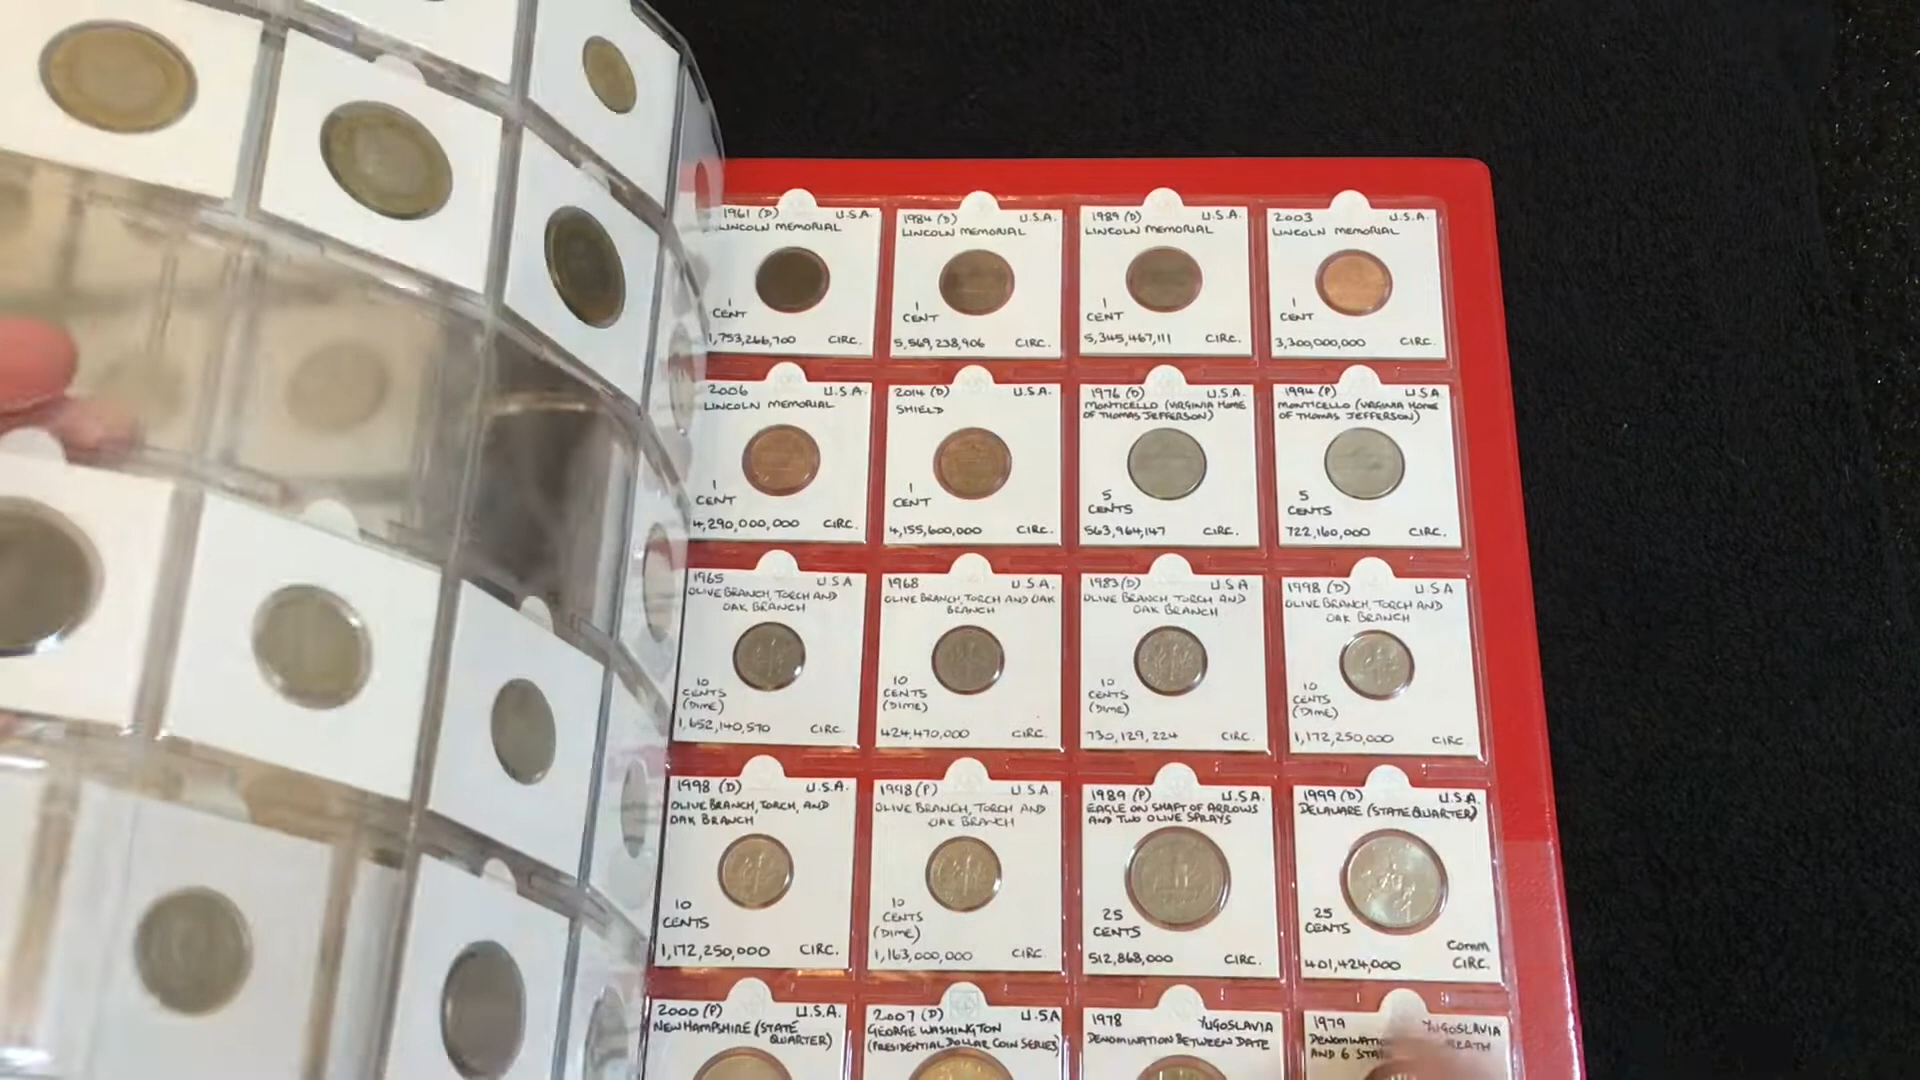 1961 (D) U.S.A.
LINCOLN MEMORIAL
1
CENT
1,753,266,700 CIRC.
1984 (D) U.S.A.
LINCOLN MEMORIAL
1
CENT
5,569,238,906 CIRC.
1989 (D) U.S.A.
LINCOLN MEMORIAL
1
CENT
5,345,467,111 CIRC.
2003 U.S.A.
LINCOLN MEMORIAL
1
CENT
3,300,000,000 CIRC.
2006 U.S.A.
LINCOLN MEMORIAL
1
CENT
4,290,000,000 CIRC.
2014 (D) U.S.A.
SHIELD
1
CENT
4,155,600,000 CIRC.
1976 (D) U.S.A.
MONTICELLO (VIRGINIA HOME
OF THOMAS JEFFERSON)
5
CENTS
563,964,147 CIRC.
1994 (P) U.S.A
MONTICELLO (VIRGINIA HOME
OF THOMAS JEFFERSON)
5
CENTS
722,160,000 CIRC.
1965 U.S.A
OLIVE BRANCH, TORCH AND
OAK BRANCH
10
CENTS
(DIME)
1,652,140,570 CIRC.
1968 U.S.A.
OLIVE BRANCH, TORCH AND OAK
BRANCH
10
CENTS
(DIME)
424,470,000 CIRC.
1983 (D) U.S.A
OLIVE BRANCH, TORCH AND
OAK BRANCH
10
CENTS
(DIME)
730,129,224 CIRC.
1998 (D) U.S.A
OLIVE BRANCH, TORCH AND
OAK BRANCH
10
CENTS
(DIME)
1,172,250,000 CIRC
1998 (D) U.S.A.
OLIVE BRANCH, TORCH, AND
OAK BRANCH
10
CENTS
1,172,250,000 CIRC.
1998 (P) U.S.A.
OLIVE BRANCH, TORCH AND
OAK BRANCH
10
CENTS
(DIME)
1,163,000,000 CIRC.
1989 (P) U.S.A.
EAGLE ON SHAFT OF ARROWS
AND TWO OLIVE SPRAYS
25
CENTS
512,868,000 CIRC.
1999 (D) U.S.A.
DELAWARE (STATE QUARTER)
25
CENTS
Comm
401,424,000 CIRC.
2000 (P) U.S.A.
NEW HAMPSHIRE (STATE
QUARTER)
2007 (D) U.S.A
GEORGE WASHINGTON
(PRESIDENTIAL DOLLAR COIN SERIES)
1978 YUGOSLAVIA
DENOMINATION BETWEEN DATE
1979 YUGOSLAVIA
AND 6